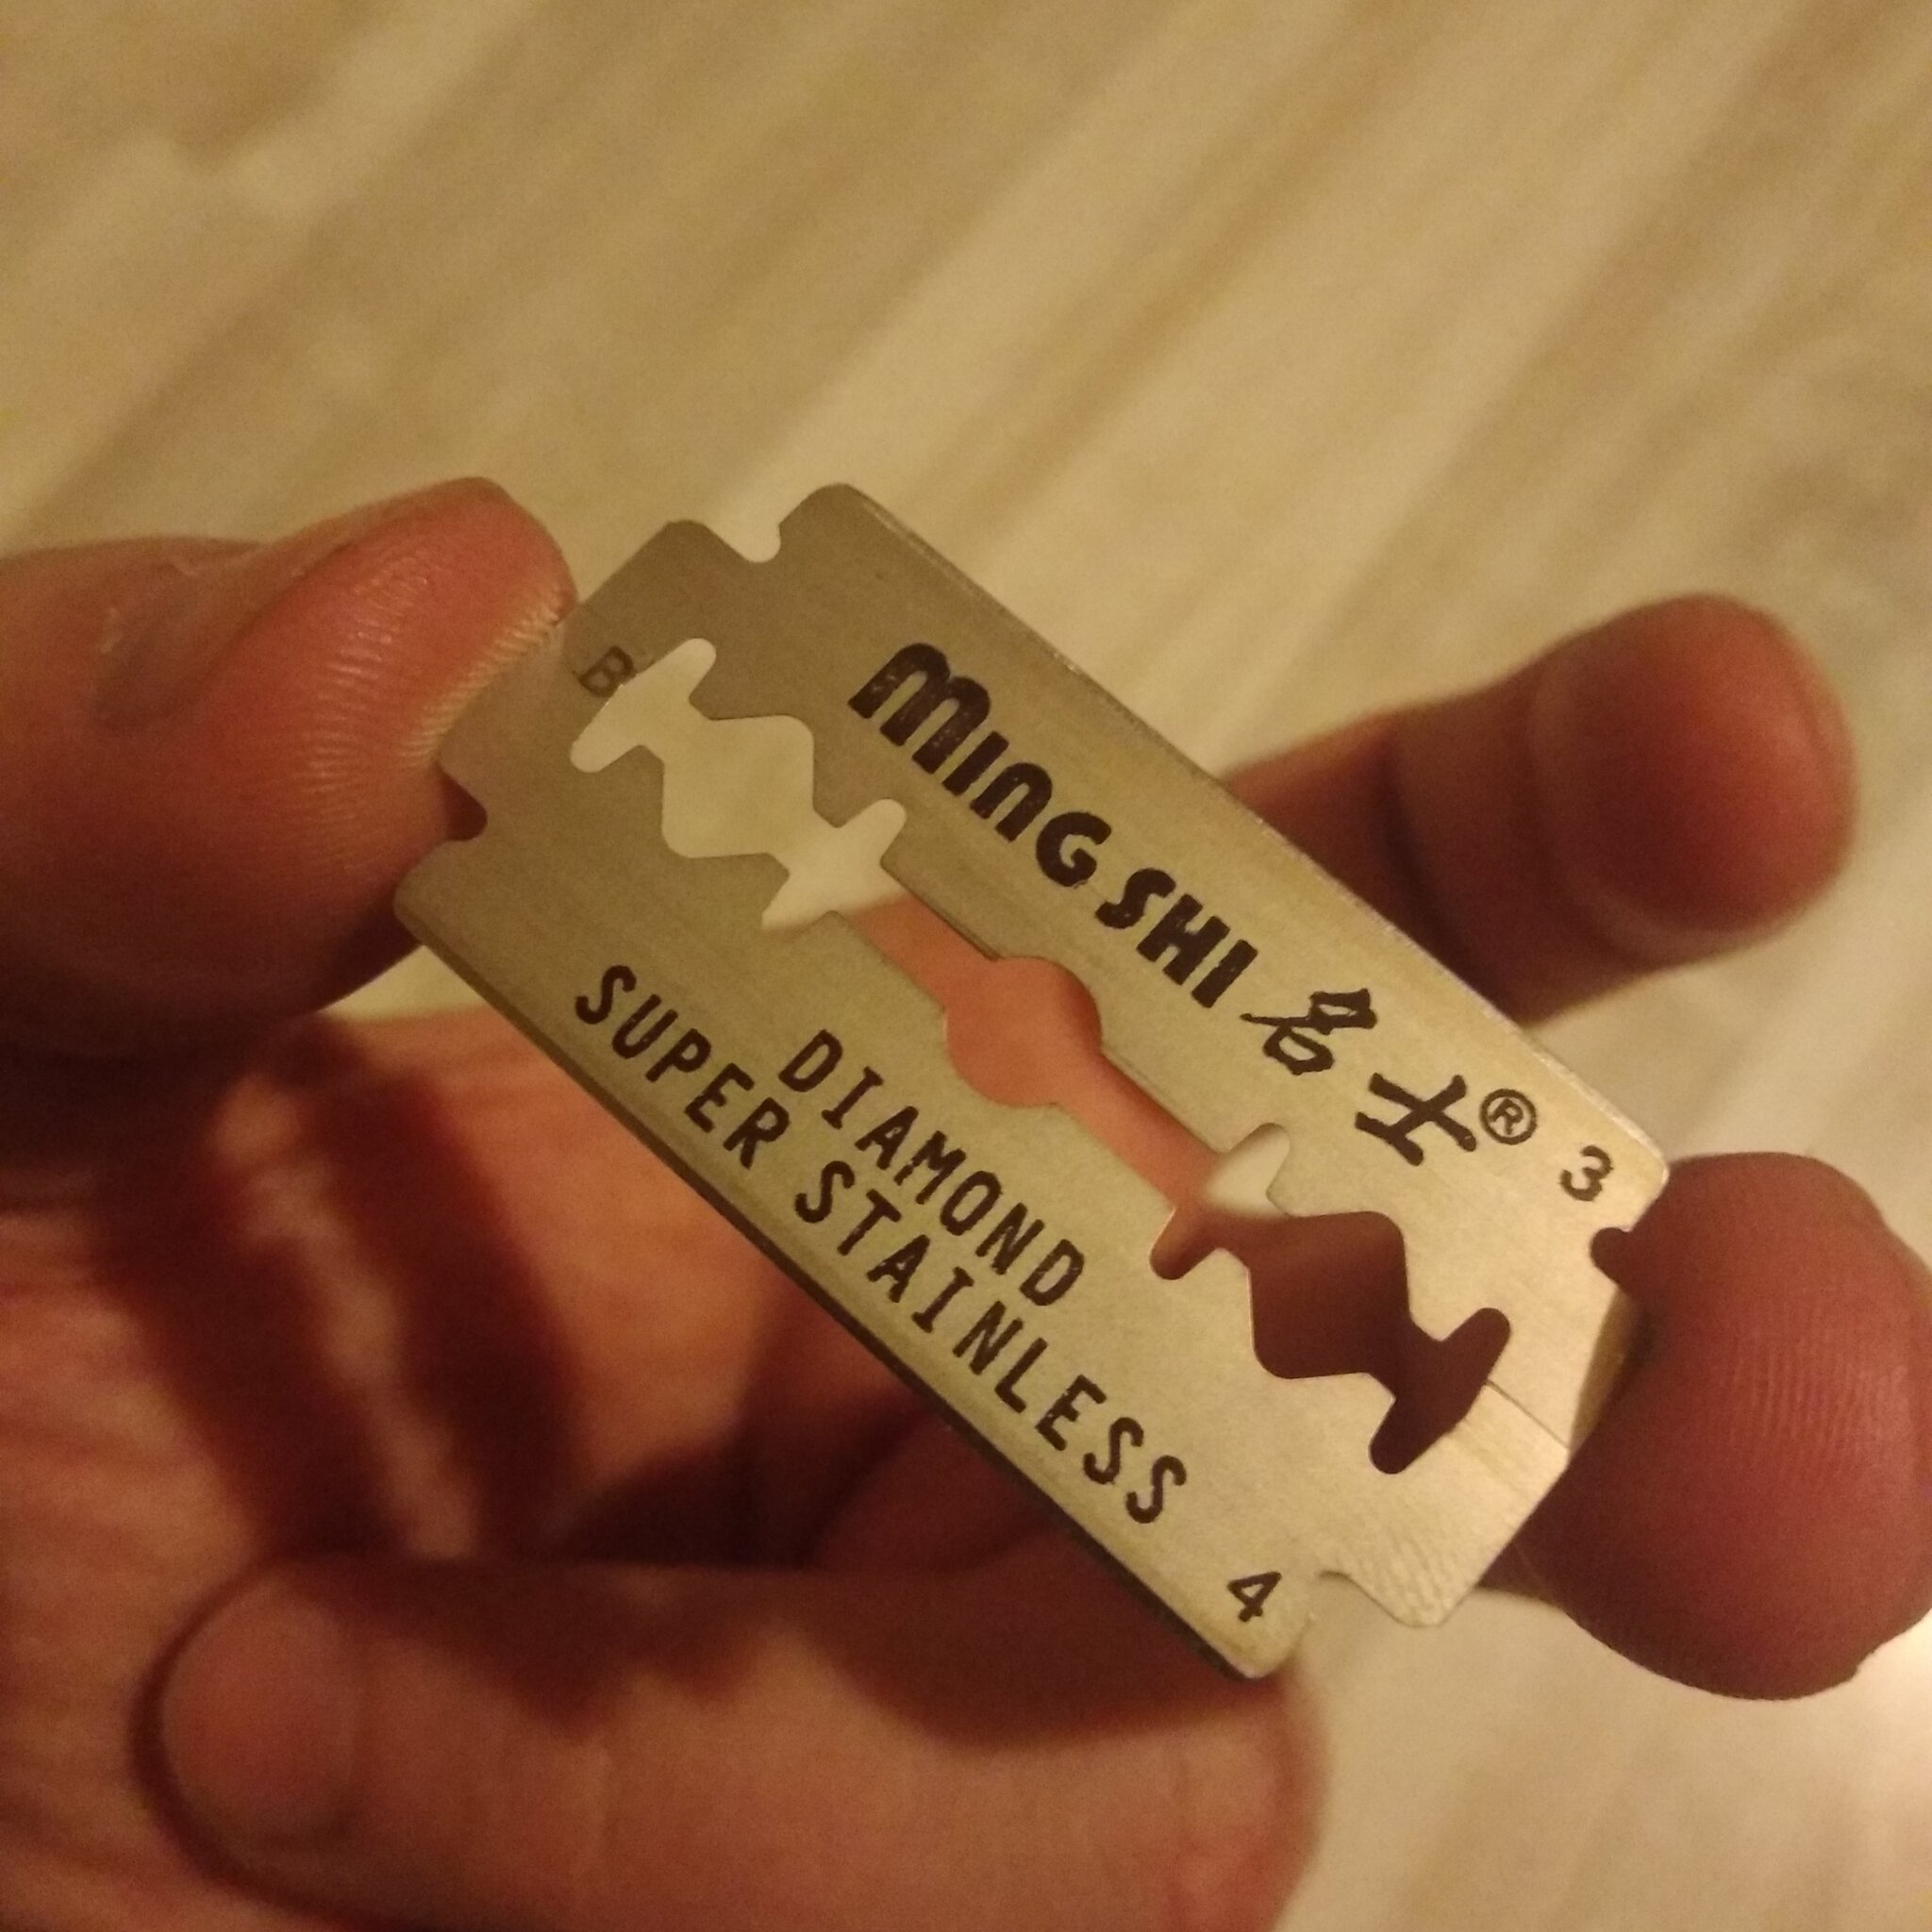 B
MING SHI 名士®
3
DIAMOND
SUPER STAINLESS
4